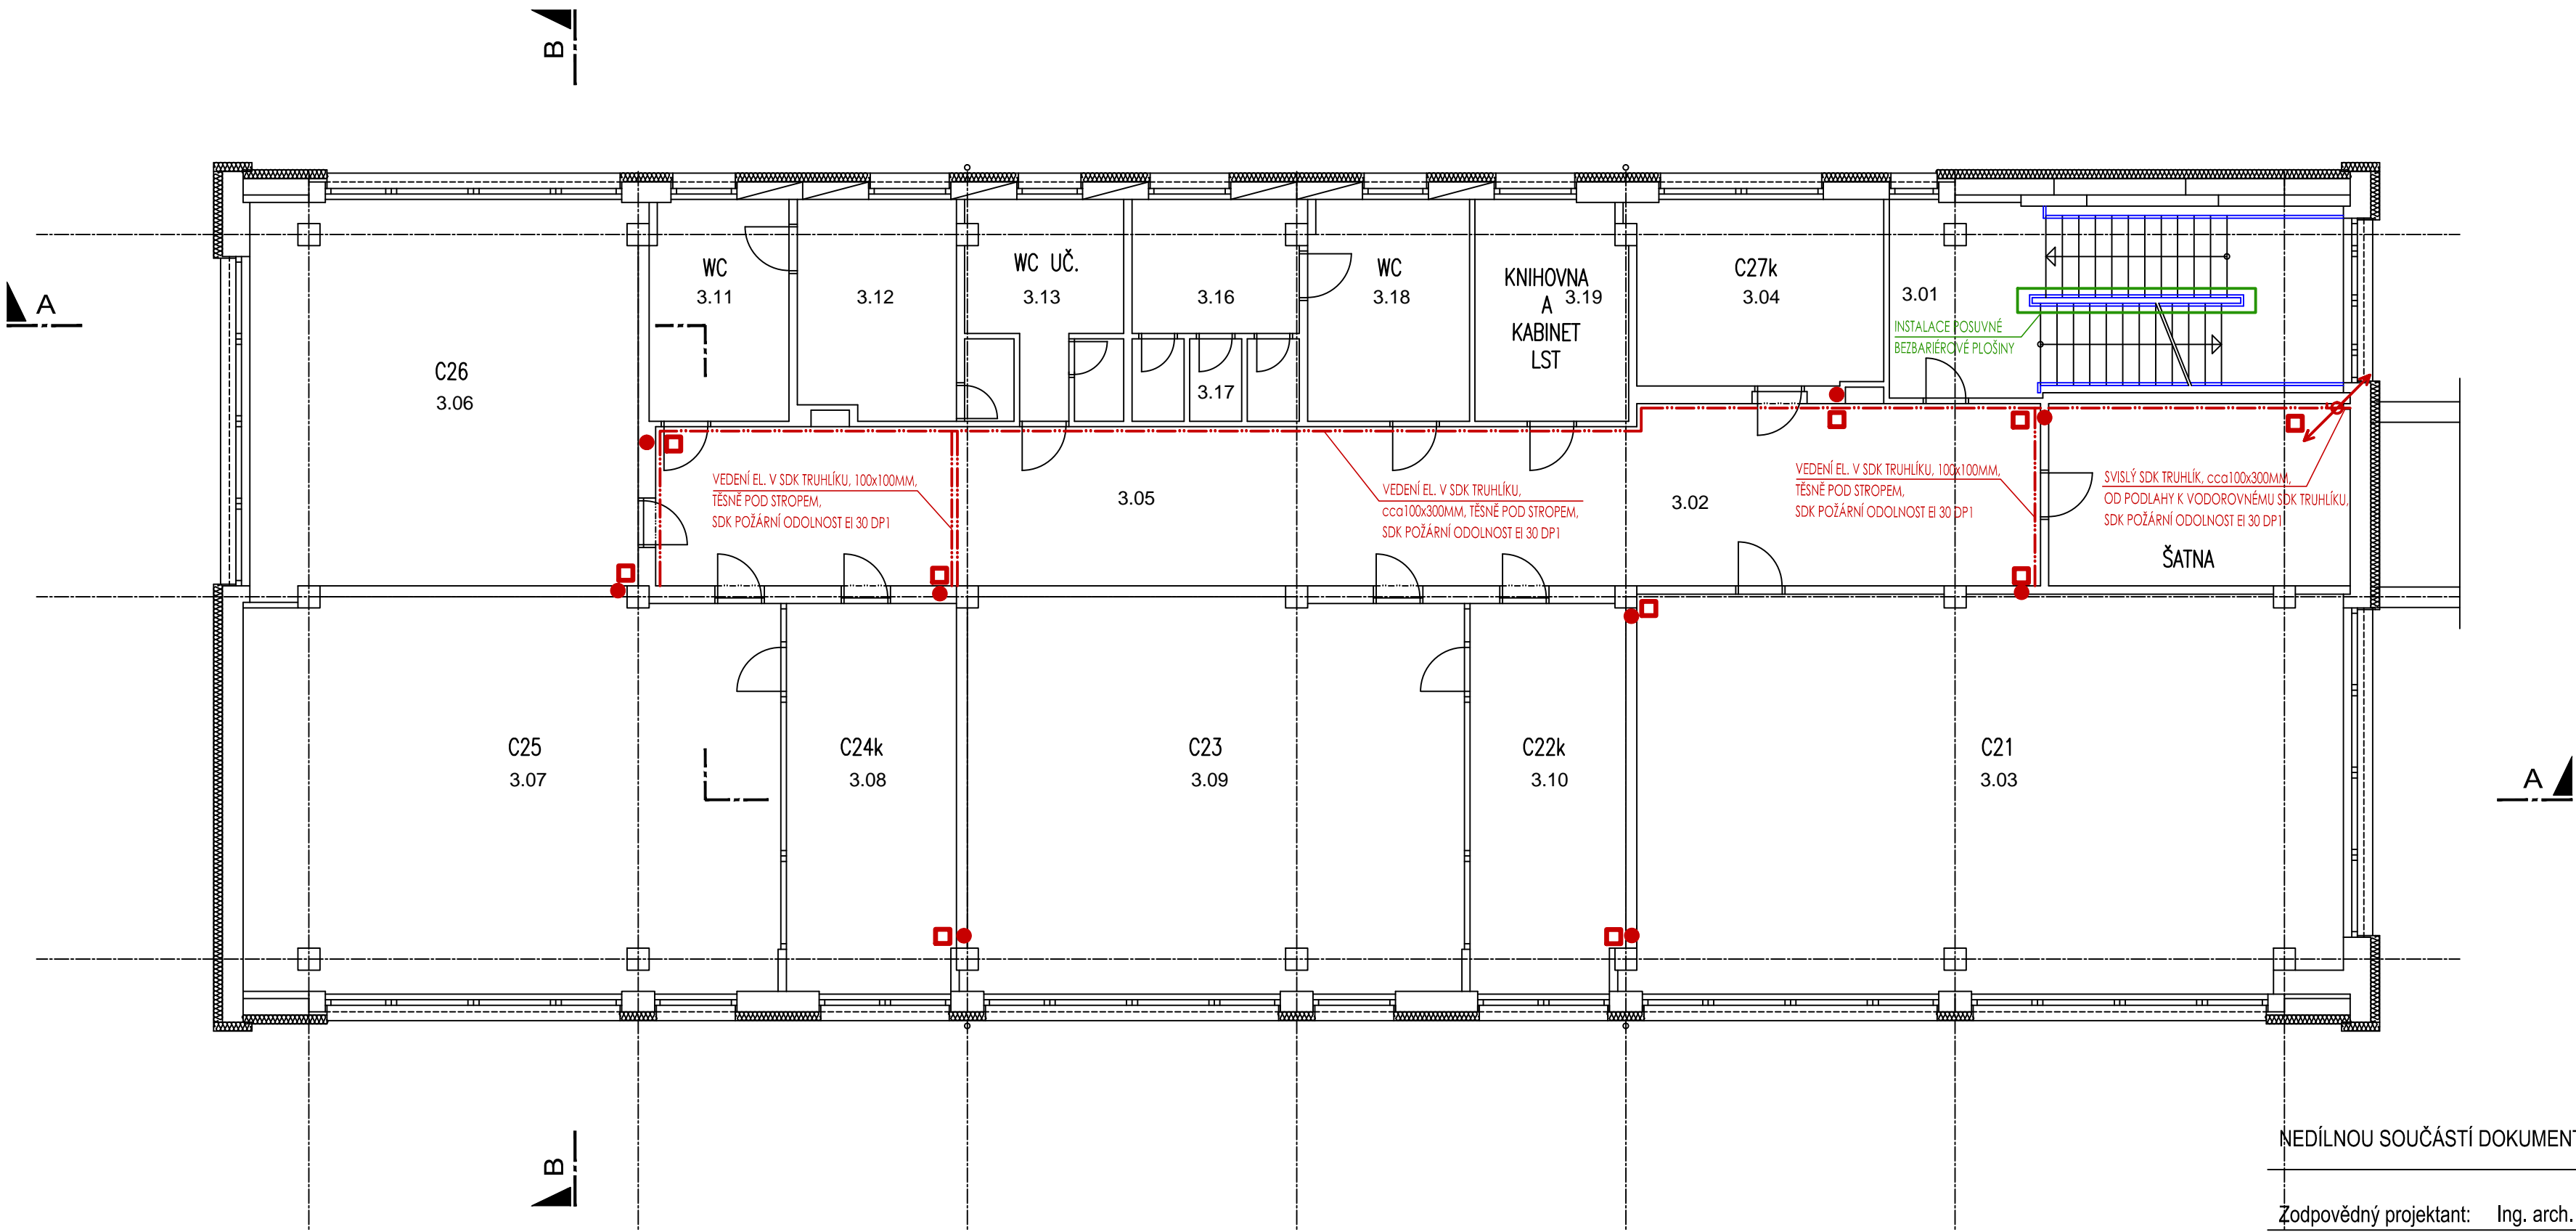 B
A
WC
3.11
3.12
WC UČ.
3.13
3.16
WC
3.18
KNIHOVNA
A
KABINET
LST
3.19
C27k
3.04
3.01
INSTALACE POSUVNÉ
BEZBARIÉROVÉ PLOŠINY
C26
3.06
3.17
VEDENÍ EL. V SDK TRUHLÍKU, 100x100MM,
TĚSNĚ POD STROPEM,
SDK POŽÁRNÍ ODOLNOST EI 30 DP1
3.05
VEDENÍ EL. V SDK TRUHLÍKU,
cca100x300MM, TĚSNĚ POD STROPEM,
SDK POŽÁRNÍ ODOLNOST EI 30 DP1
3.02
VEDENÍ EL. V SDK TRUHLÍKU, 100x100MM,
TĚSNĚ POD STROPEM,
SDK POŽÁRNÍ ODOLNOST EI 30 DP1
SVISLÝ SDK TRUHLÍK, cca100x300MM,
OD PODLAHY K VODOROVNÉMU SDK TRUHLÍKU,
SDK POŽÁRNÍ ODOLNOST EI 30 DP1
ŠATNA
C25
3.07
C24k
3.08
C23
3.09
C22k
3.10
C21
3.03
A
B
NEDÍLNOU SOUČÁSTÍ DOKUMENT
Zodpovědný projektant: Ing. arch.